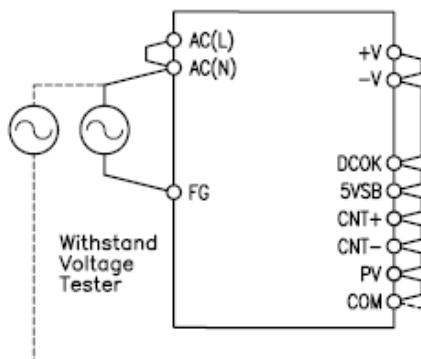 AC(L)
AC(N)
FG
Withstand
Voltage
Tester
+V
-V
DCOK
5VSB
CNT+
CNT-
PV
COM